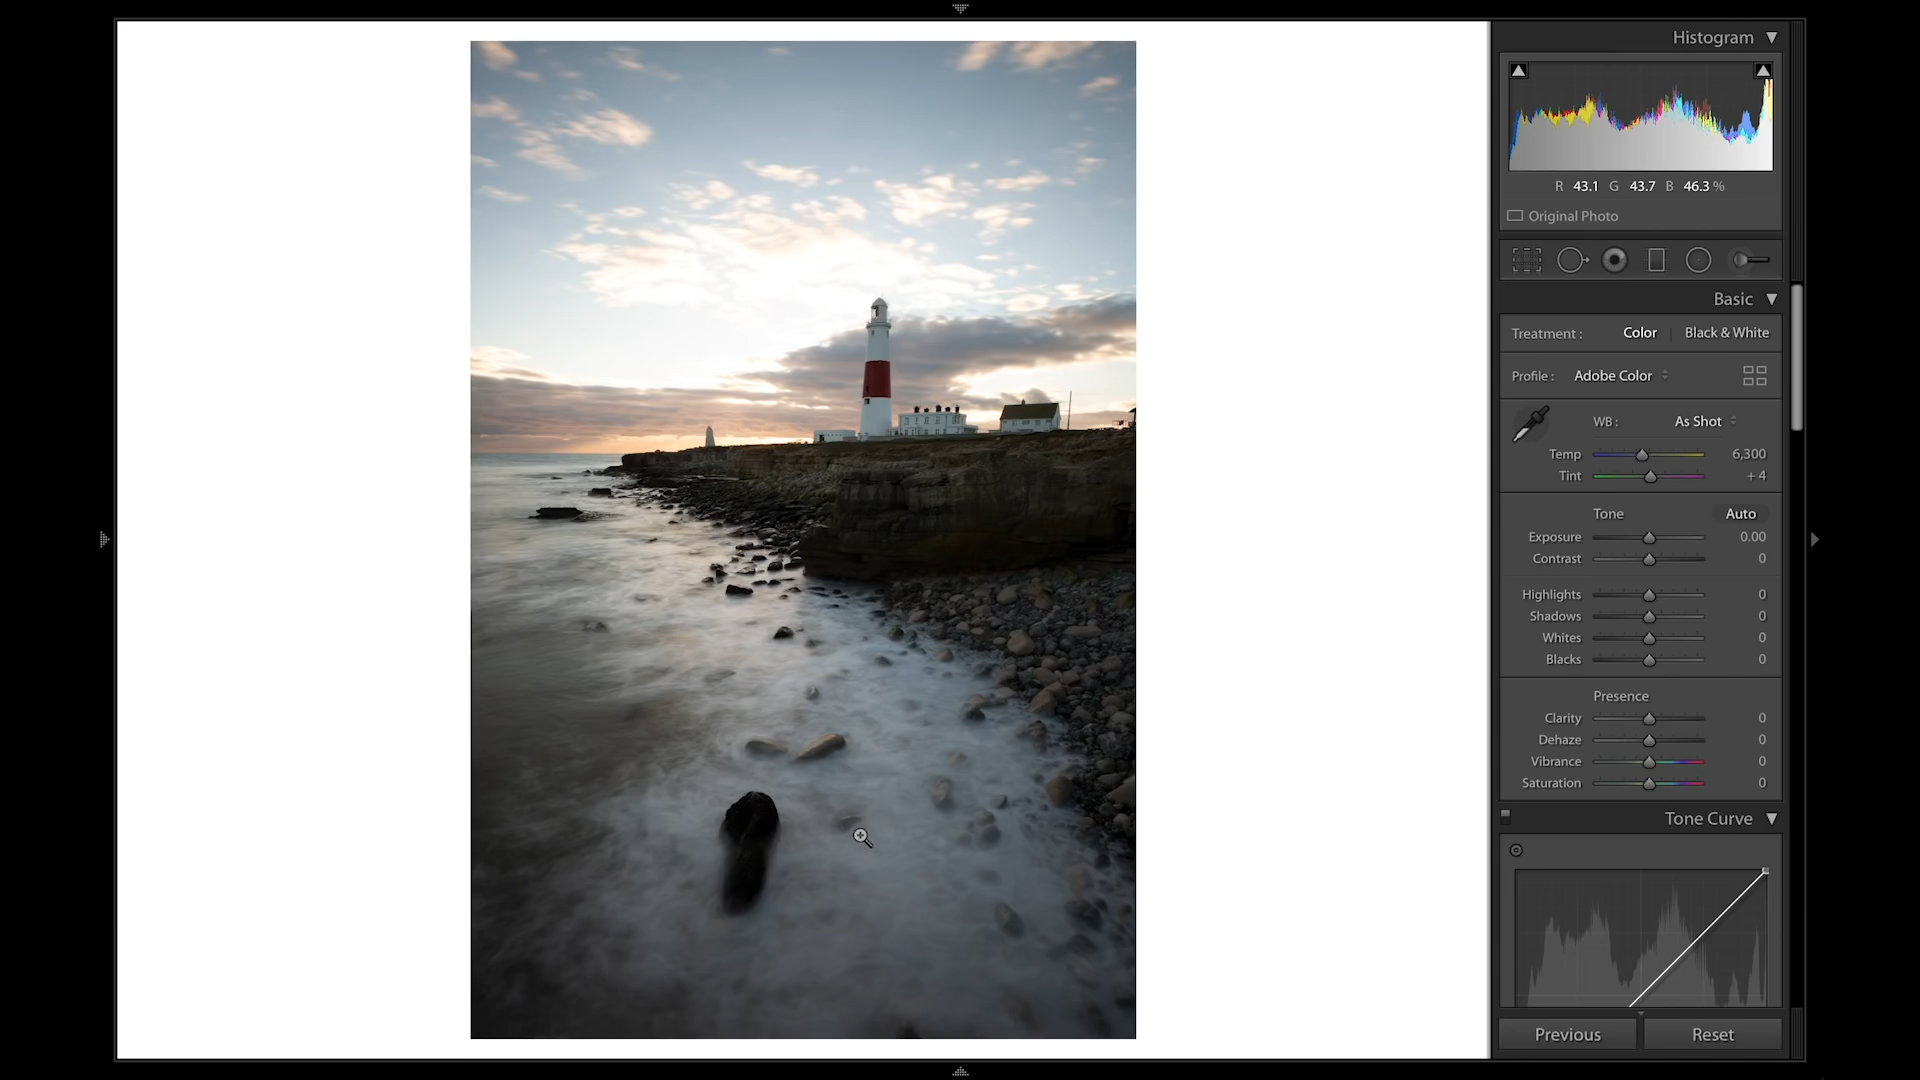 Histogram
R 43.1 G 43.7 B 46.3 %
Original Photo
Basic
Treatment : Color Black & White
Profile : Adobe Color
WB : As Shot
Temp 6,300
Tint + 4
Tone Auto
Exposure 0.00
Contrast 0
Highlights 0
Shadows 0
Whites 0
Blacks 0
Presence
Clarity 0
Dehaze 0
Vibrance 0
Saturation 0
Tone Curve
Previous Reset